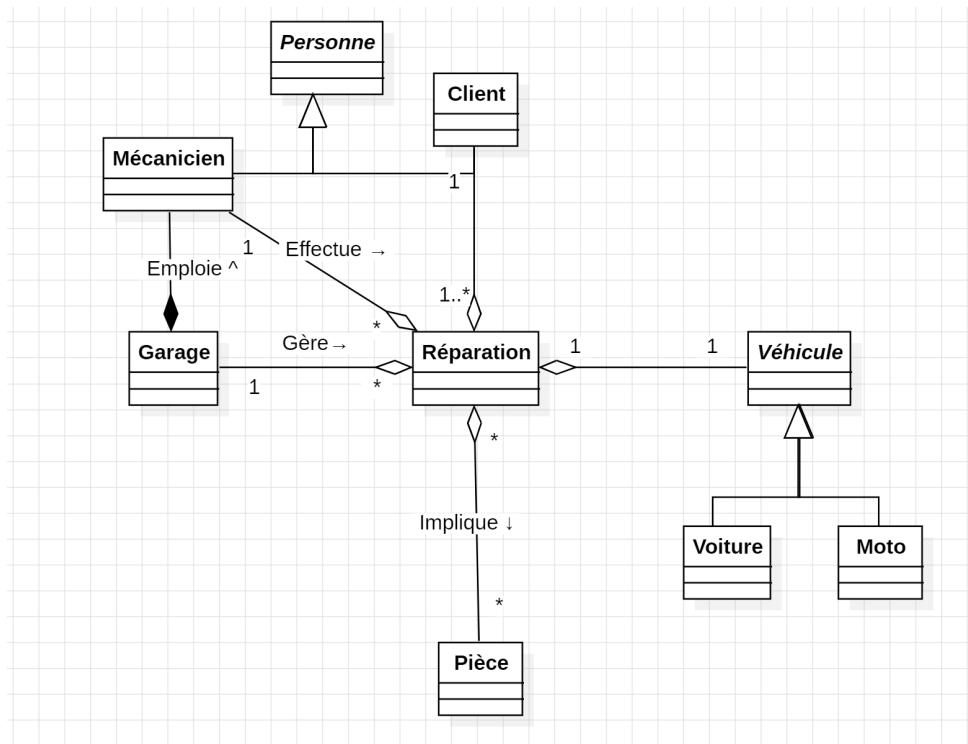 Personne
Client
Mécanicien
1
1
Effectue →
Emploie ^
1..*
*
Gère→
Garage
Réparation
1
1
Véhicule
1
*
*
Implique ↓
Voiture
Moto
*
Pièce